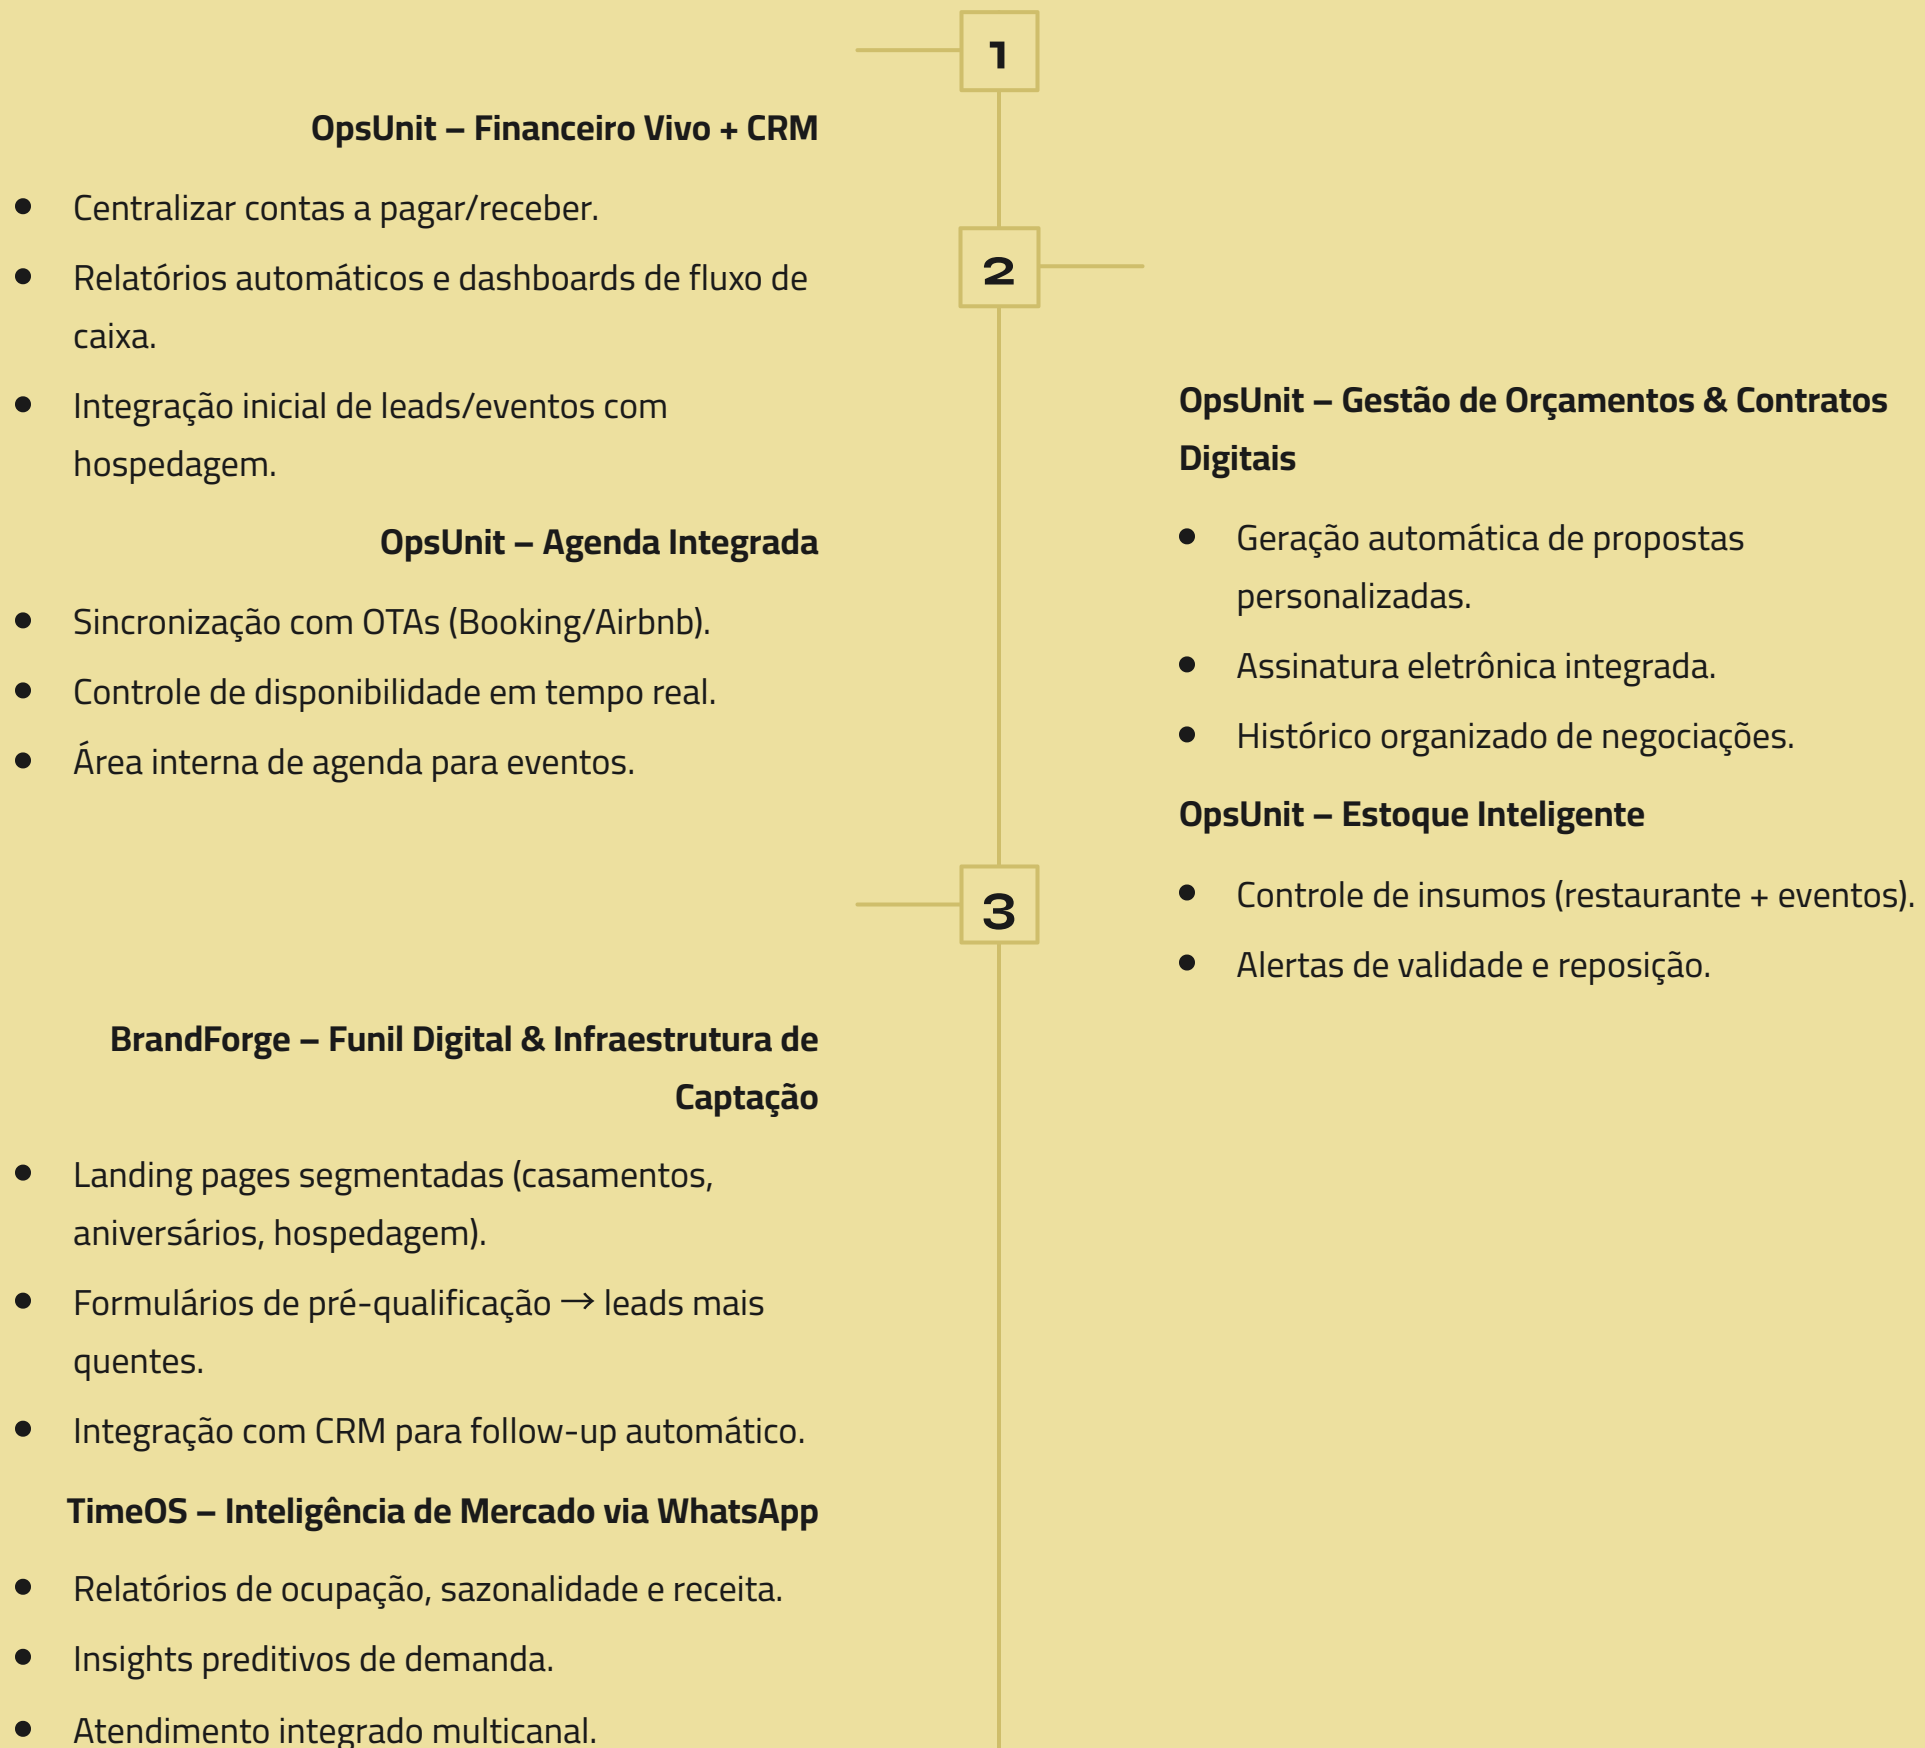 1
OpsUnit – Financeiro Vivo + CRM
● Centralizar contas a pagar/receber.
● Relatórios automáticos e dashboards de fluxo de
caixa.
● Integração inicial de leads/eventos com
hospedagem.
OpsUnit – Agenda Integrada
● Sincronização com OTAs (Booking/Airbnb).
● Controle de disponibilidade em tempo real.
● Área interna de agenda para eventos.
2
OpsUnit – Gestão de Orçamentos & Contratos
Digitais
● Geração automática de propostas
personalizadas.
● Assinatura eletrônica integrada.
● Histórico organizado de negociações.
OpsUnit – Estoque Inteligente
● Controle de insumos (restaurante + eventos).
● Alertas de validade e reposição.
3
BrandForge – Funil Digital & Infraestrutura de
Captação
● Landing pages segmentadas (casamentos,
aniversários, hospedagem).
● Formulários de pré-qualificação → leads mais
quentes.
● Integração com CRM para follow-up automático.
TimeOS – Inteligência de Mercado via WhatsApp
● Relatórios de ocupação, sazonalidade e receita.
● Insights preditivos de demanda.
● Atendimento integrado multicanal.